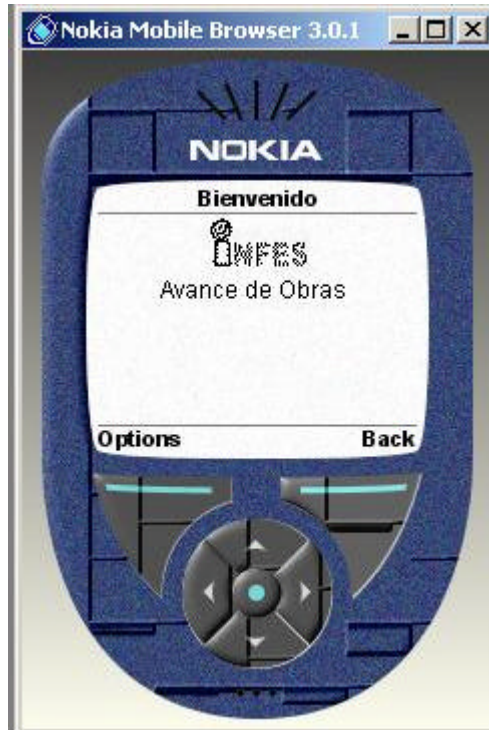 Nokia Mobile Browser 3.0.1
NOKIA
Bienvenido
INFES
Avance de Obras
Options Back